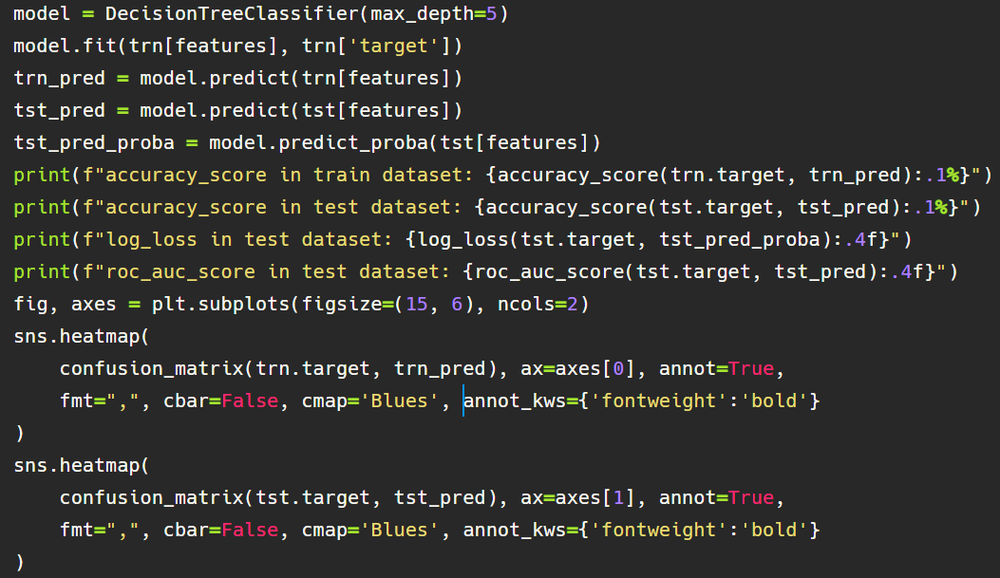 model = DecisionTreeClassifier(max_depth=5)
model.fit(trn[features], trn['target'])
trn_pred = model.predict(trn[features])
tst_pred = model.predict(tst[features])
tst_pred_proba = model.predict_proba(tst[features])
print(f"accuracy_score in train dataset: {accuracy_score(trn.target, trn_pred):.1%}")
print(f"accuracy_score in test dataset: {accuracy_score(tst.target, tst_pred):.1%}")
print(f"log_loss in test dataset: {log_loss(tst.target, tst_pred_proba):.4f}")
print(f"roc_auc_score in test dataset: {roc_auc_score(tst.target, tst_pred):.4f}")
fig, axes = plt.subplots(figsize=(15, 6), ncols=2)
sns.heatmap(
    confusion_matrix(trn.target, trn_pred), ax=axes[0], annot=True,
    fmt=",", cbar=False, cmap='Blues', annot_kws={'fontweight':'bold'}
)
sns.heatmap(
    confusion_matrix(tst.target, tst_pred), ax=axes[1], annot=True,
    fmt=",", cbar=False, cmap='Blues', annot_kws={'fontweight':'bold'}
)